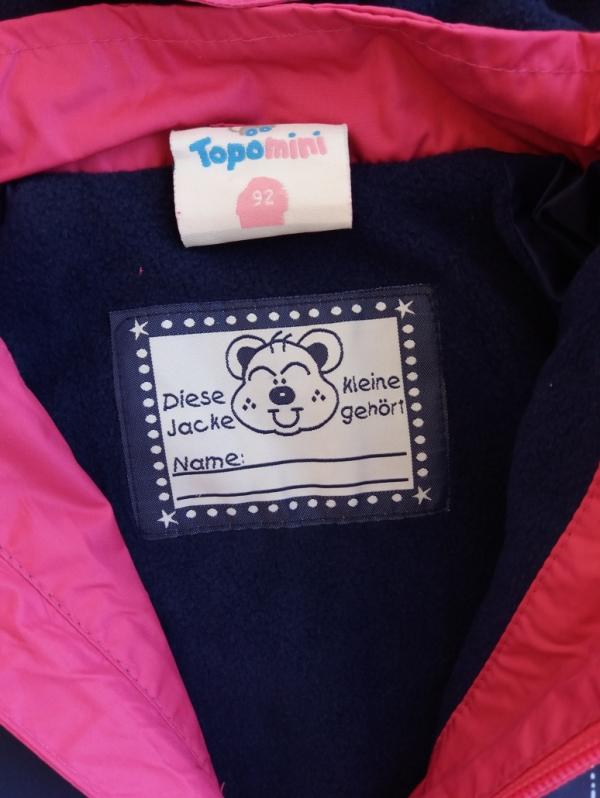 Topomini
92
Diese kleine
Jacke gehört
Name: